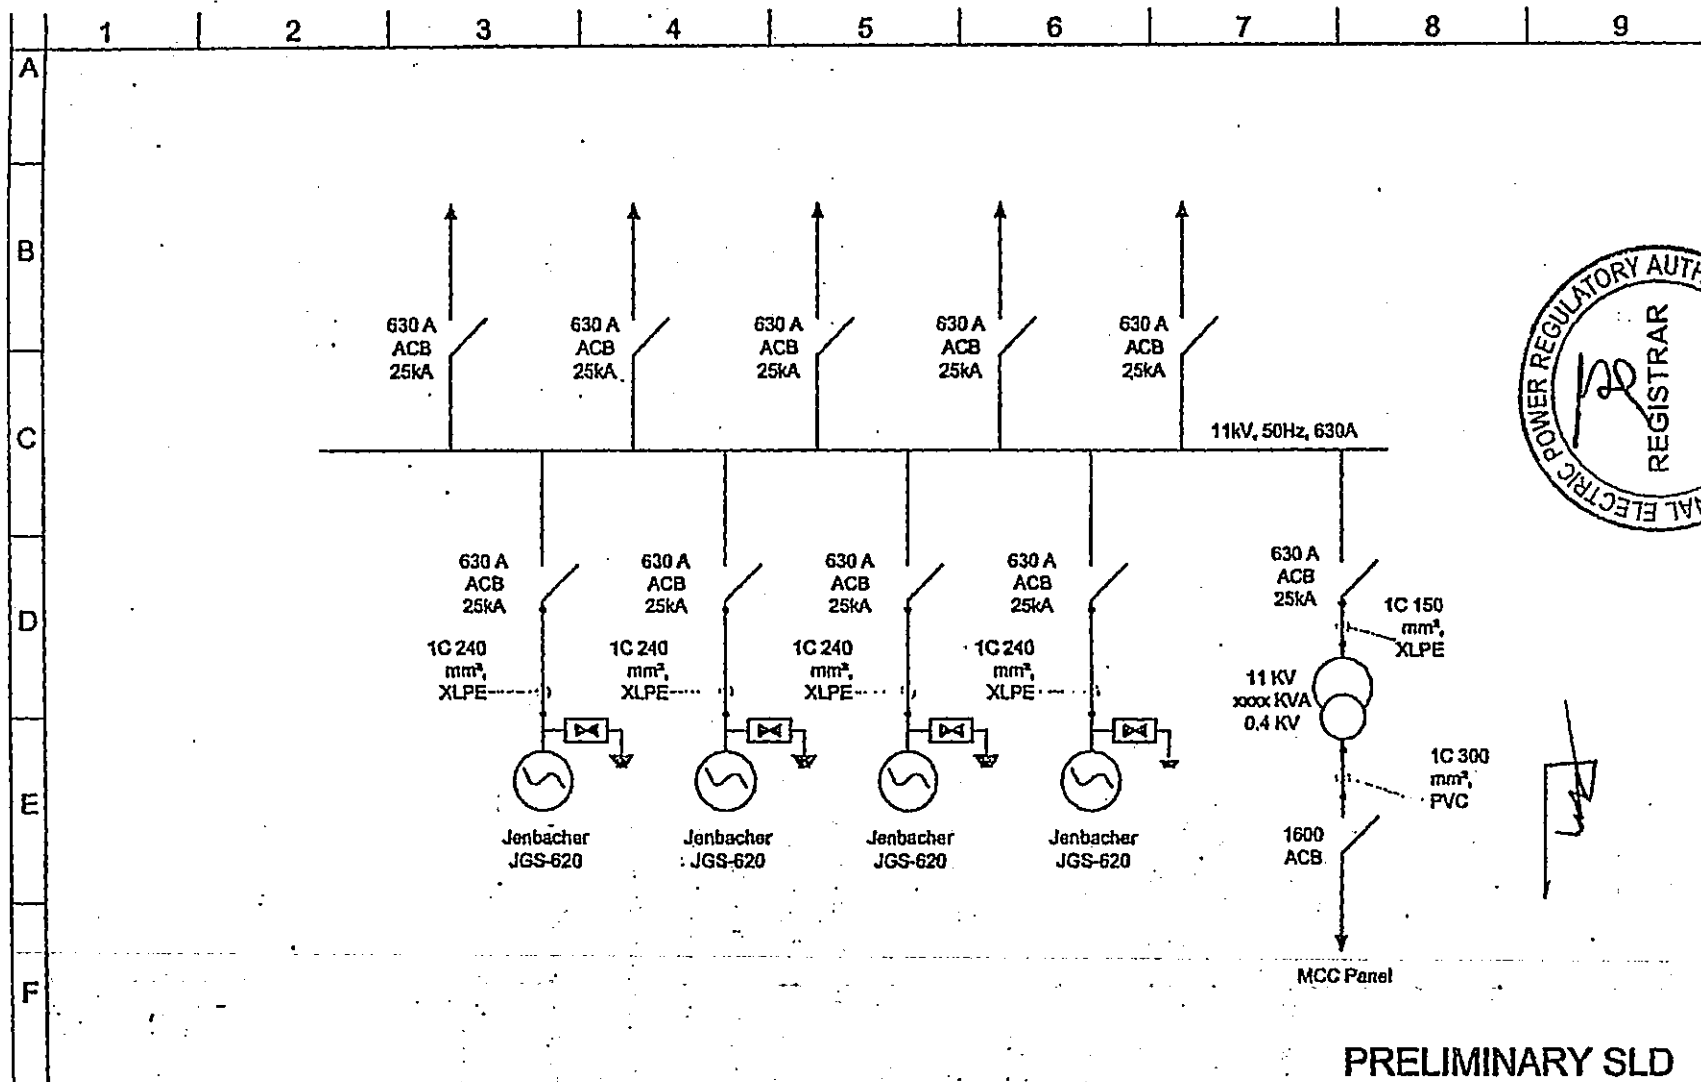 1 2 3 4 5 6 7 8 9
A
B
C
D
E
F
630 A
ACB
25kA
630 A
ACB
25kA
630 A
ACB
25kA
630 A
ACB
25kA
630 A
ACB
25kA
11kV, 50Hz, 630A
630 A
ACB
25kA
630 A
ACB
25kA
630 A
ACB
25kA
630 A
ACB
25kA
630 A
ACB
25kA
1C 240
mm²,
XLPE
1C 240
mm²,
XLPE
1C 240
mm²,
XLPE
1C 240
mm²,
XLPE
1C 150
mm²,
XLPE
11 KV
xxxx KVA
0.4 KV
1C 300
mm²,
PVC
1600
ACB
Jenbacher
JGS-620
Jenbacher
JGS-620
Jenbacher
JGS-620
Jenbacher
JGS-620
MCC Panel
NAL ELECTRIC POWER REGULATORY AUTH
REGISTRAR
PRELIMINARY SLD